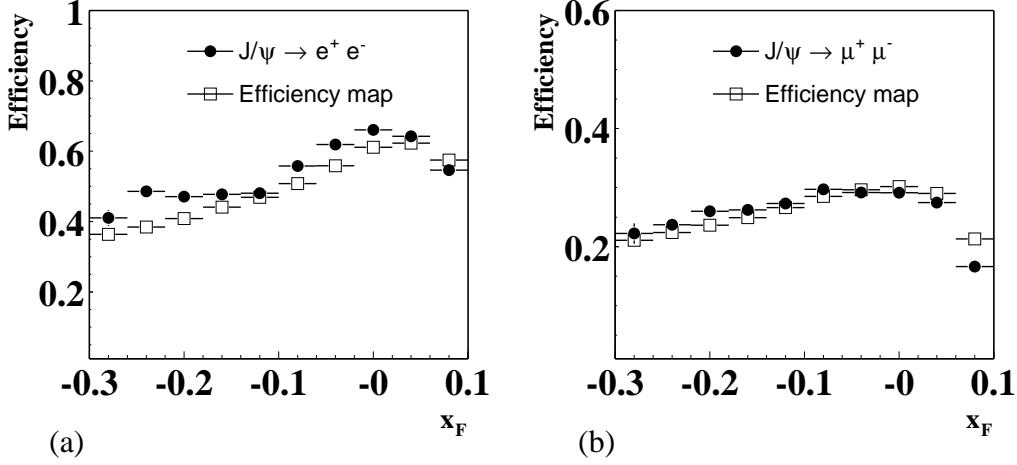 Efficiency
1
0.8
0.6
0.4
0.2
J/ψ → e⁺ e⁻
Efficiency map
-0.3 -0.2 -0.1 -0 0.1
x_F
(a)
Efficiency
0.6
0.4
0.2
J/ψ → μ⁺ μ⁻
Efficiency map
-0.3 -0.2 -0.1 -0 0.1
x_F
(b)